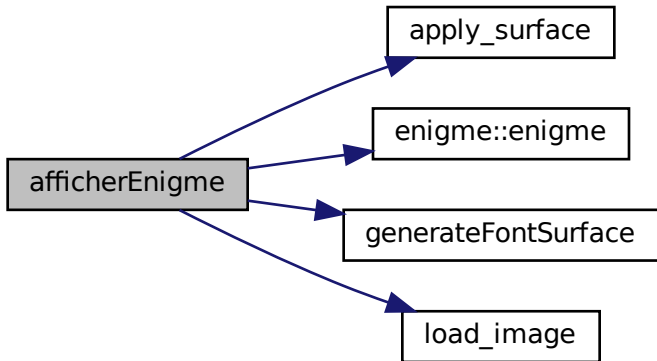 apply_surface
enigme::enigme
afficherEnigme
generateFontSurface
load_image